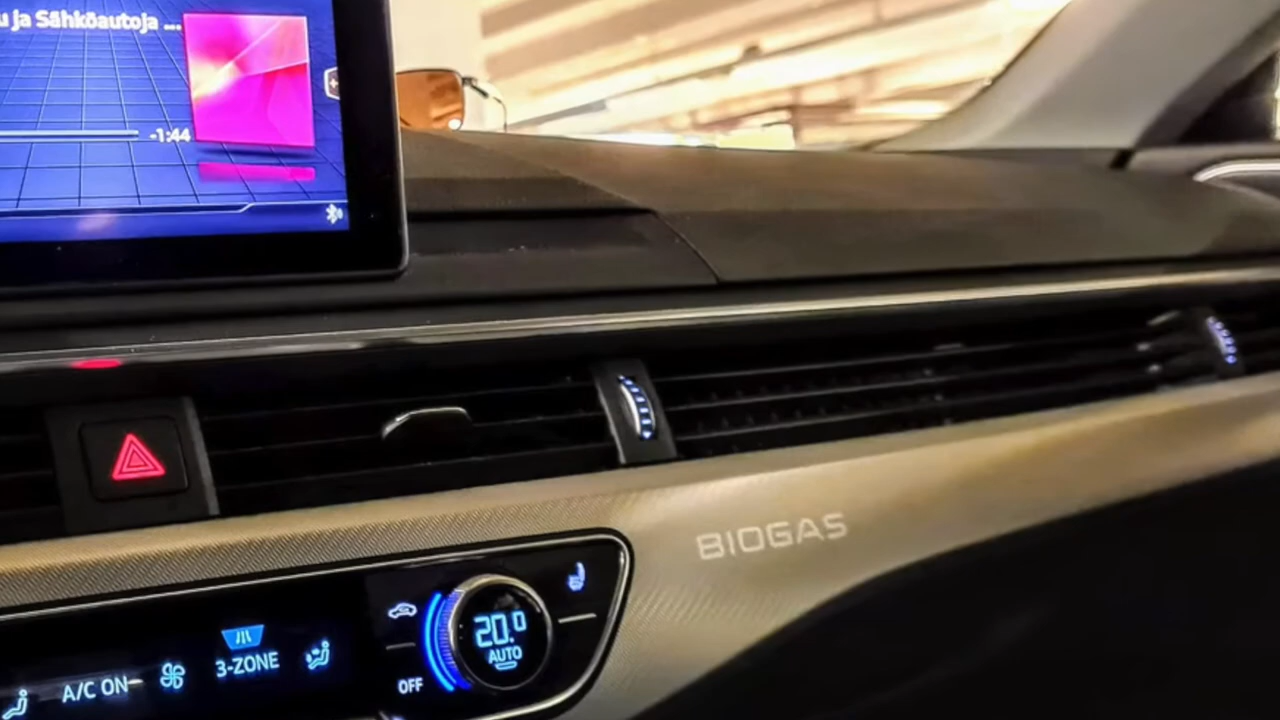 ja Sähköautoja ...
-1:44
BIOGAS
20.0
AUTO
3-ZONE
A/C ON
OFF